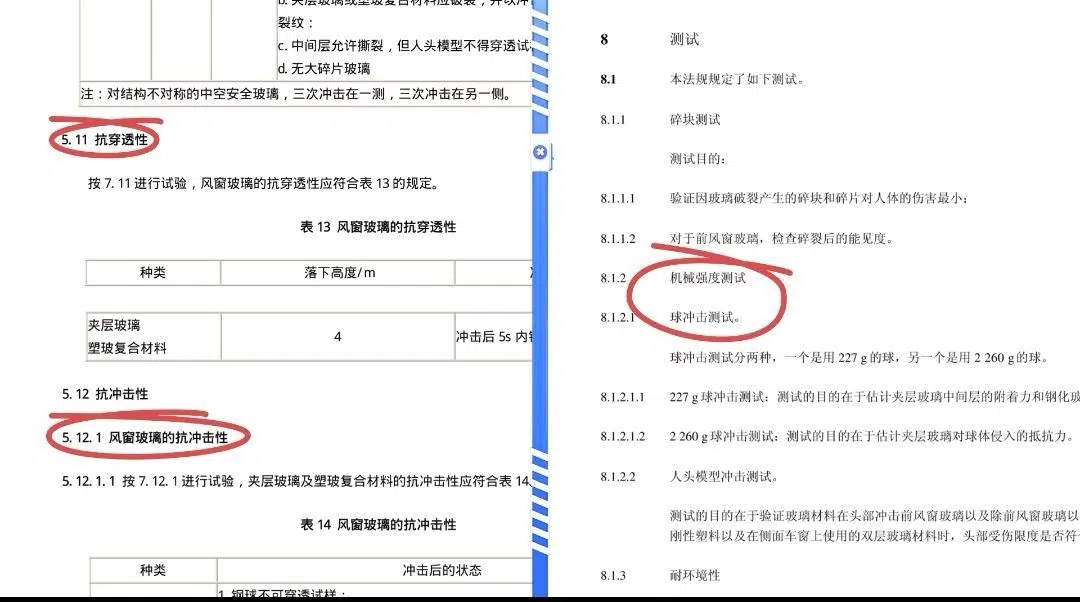 b. 夹层玻璃或塑玻复合材料应破裂，并以冲
裂纹：
c. 中间层允许撕裂，但人头模型不得穿透试
d. 无大碎片玻璃
注：对结构不对称的中空安全玻璃，三次冲击在一测，三次冲击在另一侧。
5. 11 抗穿透性
按 7. 11 进行试验，风窗玻璃的抗穿透性应符合表 13 的规定。
表 13 风窗玻璃的抗穿透性
种类 落下高度/m
夹层玻璃
塑玻复合材料
4
冲击后 5s 内
5. 12 抗冲击性
5. 12. 1 风窗玻璃的抗冲击性
5. 12. 1. 1 按 7. 12. 1 进行试验，夹层玻璃及塑玻复合材料的抗冲击性应符合表 14
表 14 风窗玻璃的抗冲击性
种类 冲击后的状态
1. 钢球不可穿透试样；
8 测试
8.1 本法规规定了如下测试。
8.1.1 碎块测试
测试目的:
8.1.1.1 验证因玻璃破裂产生的碎块和碎片对人体的伤害最小;
8.1.1.2 对于前风窗玻璃，检查碎裂后的能见度。
8.1.2 机械强度测试
8.1.2.1 球冲击测试。
球冲击测试分两种，一个是用 227 g 的球，另一个是用 2 260 g 的球。
8.1.2.1.1 227 g 球冲击测试：测试的目的在于估计夹层玻璃中间层的附着力和钢化玻
8.1.2.1.2 2 260 g 球冲击测试：测试的目的在于估计夹层玻璃对球体侵入的抵抗力。
8.1.2.2 人头模型冲击测试。
测试的目的在于验证玻璃材料在头部冲击前风窗玻璃以及除前风窗玻璃以
刚性塑料以及在侧面车窗上使用的双层玻璃材料时，头部受伤限度是否符
8.1.3 耐环境性